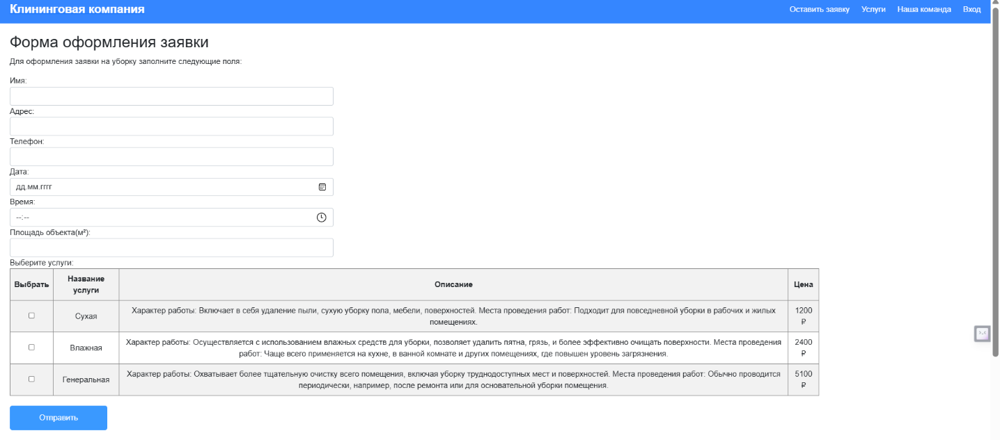 Клининговая компания
Оставить заявку Услуги Наша команда Вход
Форма оформления заявки
Для оформления заявки на уборку заполните следующие поля:
Имя:
Адрес:
Телефон:
Дата:
дд.мм.гггг
Время:
--:--
Площадь объекта(м²):
Выберите услуги:
Выбрать Название услуги Описание Цена
Сухая
Характер работы: Включает в себя удаление пыли, сухую уборку пола, мебели, поверхностей. Места проведения работ: Подходит для повседневной уборки в рабочих и жилых
помещениях.
1200
₽
Влажная
Характер работы: Осуществляется с использованием влажных средств для уборки, позволяет удалить пятна, грязь, и более эффективно очищать поверхности. Места проведения
работ: Чаще всего применяется на кухне, в ванной комнате и других помещениях, где повышен уровень загрязнения.
2400
₽
Генеральная
Характер работы: Охватывает более тщательную очистку всего помещения, включая уборку труднодоступных мест и поверхностей. Места проведения работ: Обычно проводится
периодически, например, после ремонта или для основательной уборки помещения.
5100
₽
Отправить